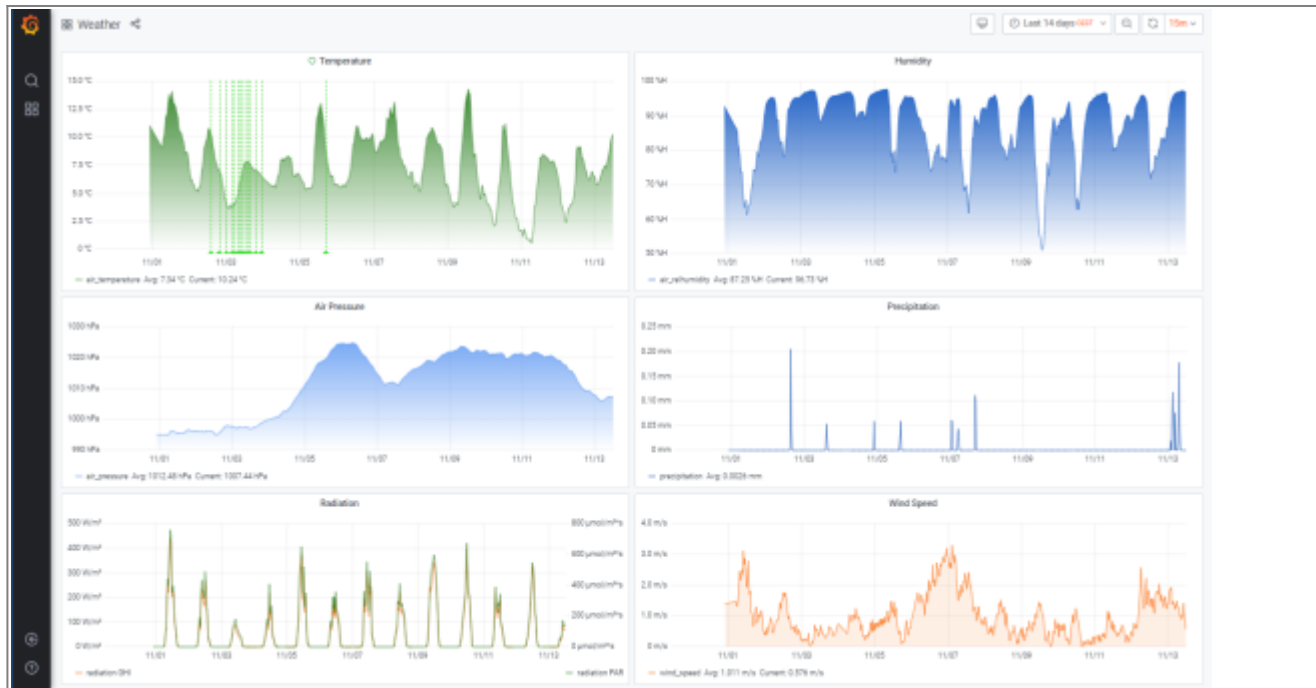 Weather
Last 14 days CEST
15m
Temperature
15.0 °C
12.5 °C
10.0 °C
7.5 °C
5.0 °C
2.5 °C
0 °C
11/01 11/03 11/05 11/07 11/09 11/11 11/13
air_temperature Avg: 7.34 °C Current: 10.24 °C
Humidity
100 %H
90 %H
80 %H
70 %H
60 %H
50 %H
11/01 11/03 11/05 11/07 11/09 11/11 11/13
air_relhumidity Avg: 87.25 %H Current: 96.73 %H
Air Pressure
1030 hPa
1020 hPa
1010 hPa
1000 hPa
990 hPa
11/01 11/03 11/05 11/07 11/09 11/11 11/13
air_pressure Avg: 1012.48 hPa Current: 1007.44 hPa
Precipitation
0.25 mm
0.20 mm
0.15 mm
0.10 mm
0.05 mm
0 mm
11/01 11/03 11/05 11/07 11/09 11/11 11/13
precipitation Avg: 0.0026 mm
Radiation
500 W/m²
400 W/m²
300 W/m²
200 W/m²
100 W/m²
0 W/m²
800 μmol/m²s
600 μmol/m²s
400 μmol/m²s
200 μmol/m²s
0 μmol/m²s
11/01 11/03 11/05 11/07 11/09 11/11 11/13
radiation GHI radiation PAR
Wind Speed
4.0 m/s
3.0 m/s
2.0 m/s
1.0 m/s
0 m/s
11/01 11/03 11/05 11/07 11/09 11/11 11/13
wind_speed Avg: 1.011 m/s Current: 0.576 m/s